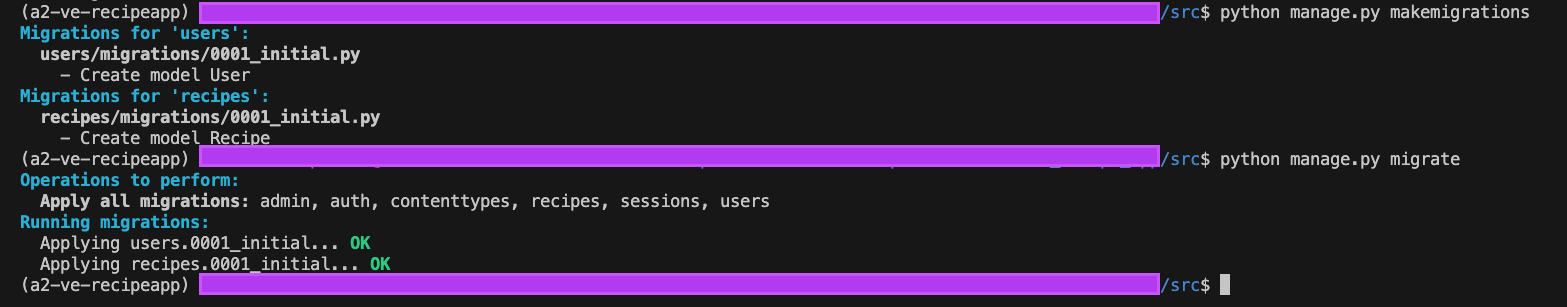 (a2-ve-recipeapp) /src$ python manage.py makemigrations
Migrations for 'users':
users/migrations/0001_initial.py
– Create model User
Migrations for 'recipes':
recipes/migrations/0001_initial.py
– Create model Recipe
(a2-ve-recipeapp) /src$ python manage.py migrate
Operations to perform:
Apply all migrations: admin, auth, contenttypes, recipes, sessions, users
Running migrations:
Applying users.0001_initial... OK
Applying recipes.0001_initial... OK
(a2-ve-recipeapp) /src$